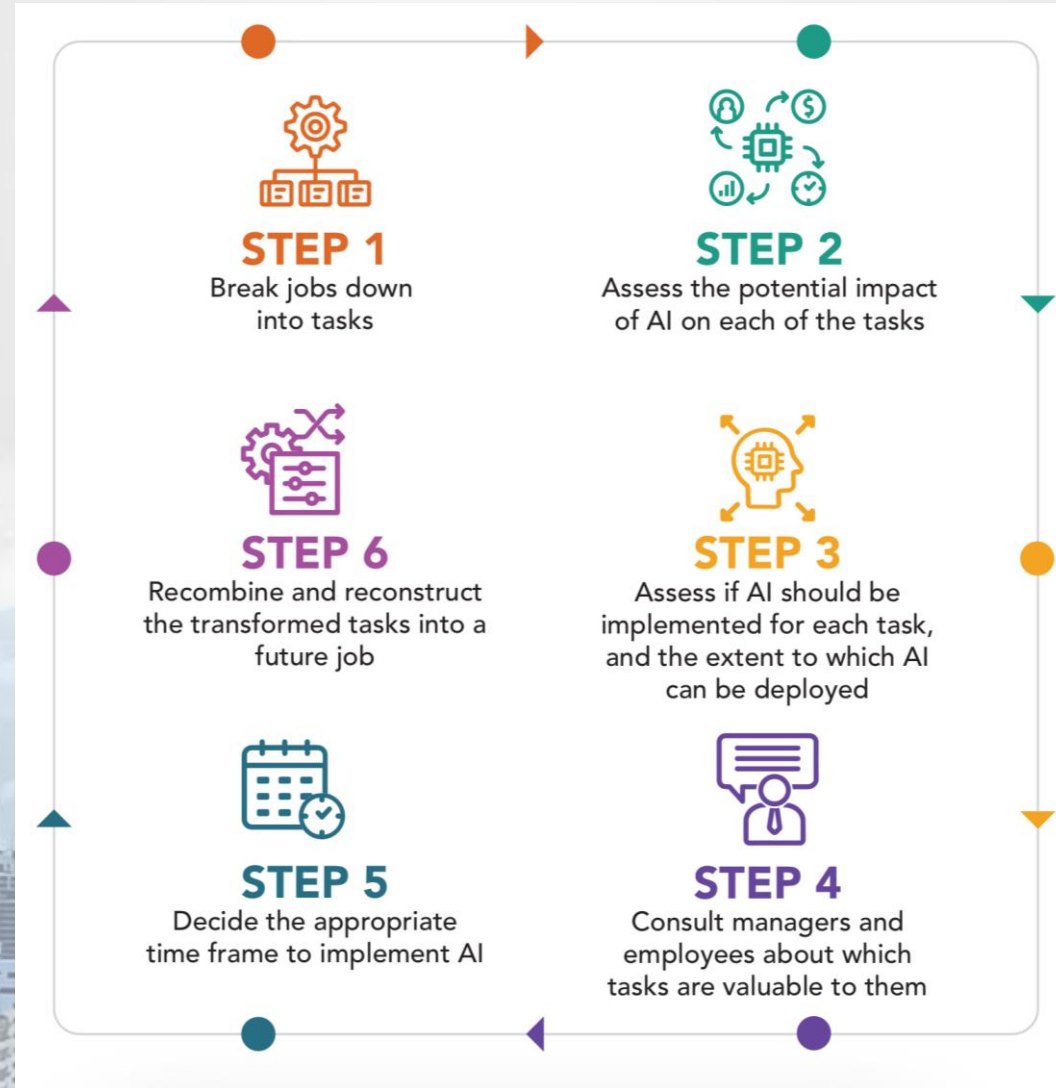 STEP 1
Break jobs down
into tasks
STEP 2
Assess the potential impact
of AI on each of the tasks
STEP 3
Assess if AI should be
implemented for each task,
and the extent to which AI
can be deployed
STEP 4
Consult managers and
employees about which
tasks are valuable to them
STEP 5
Decide the appropriate
time frame to implement AI
STEP 6
Recombine and reconstruct
the transformed tasks into a
future job